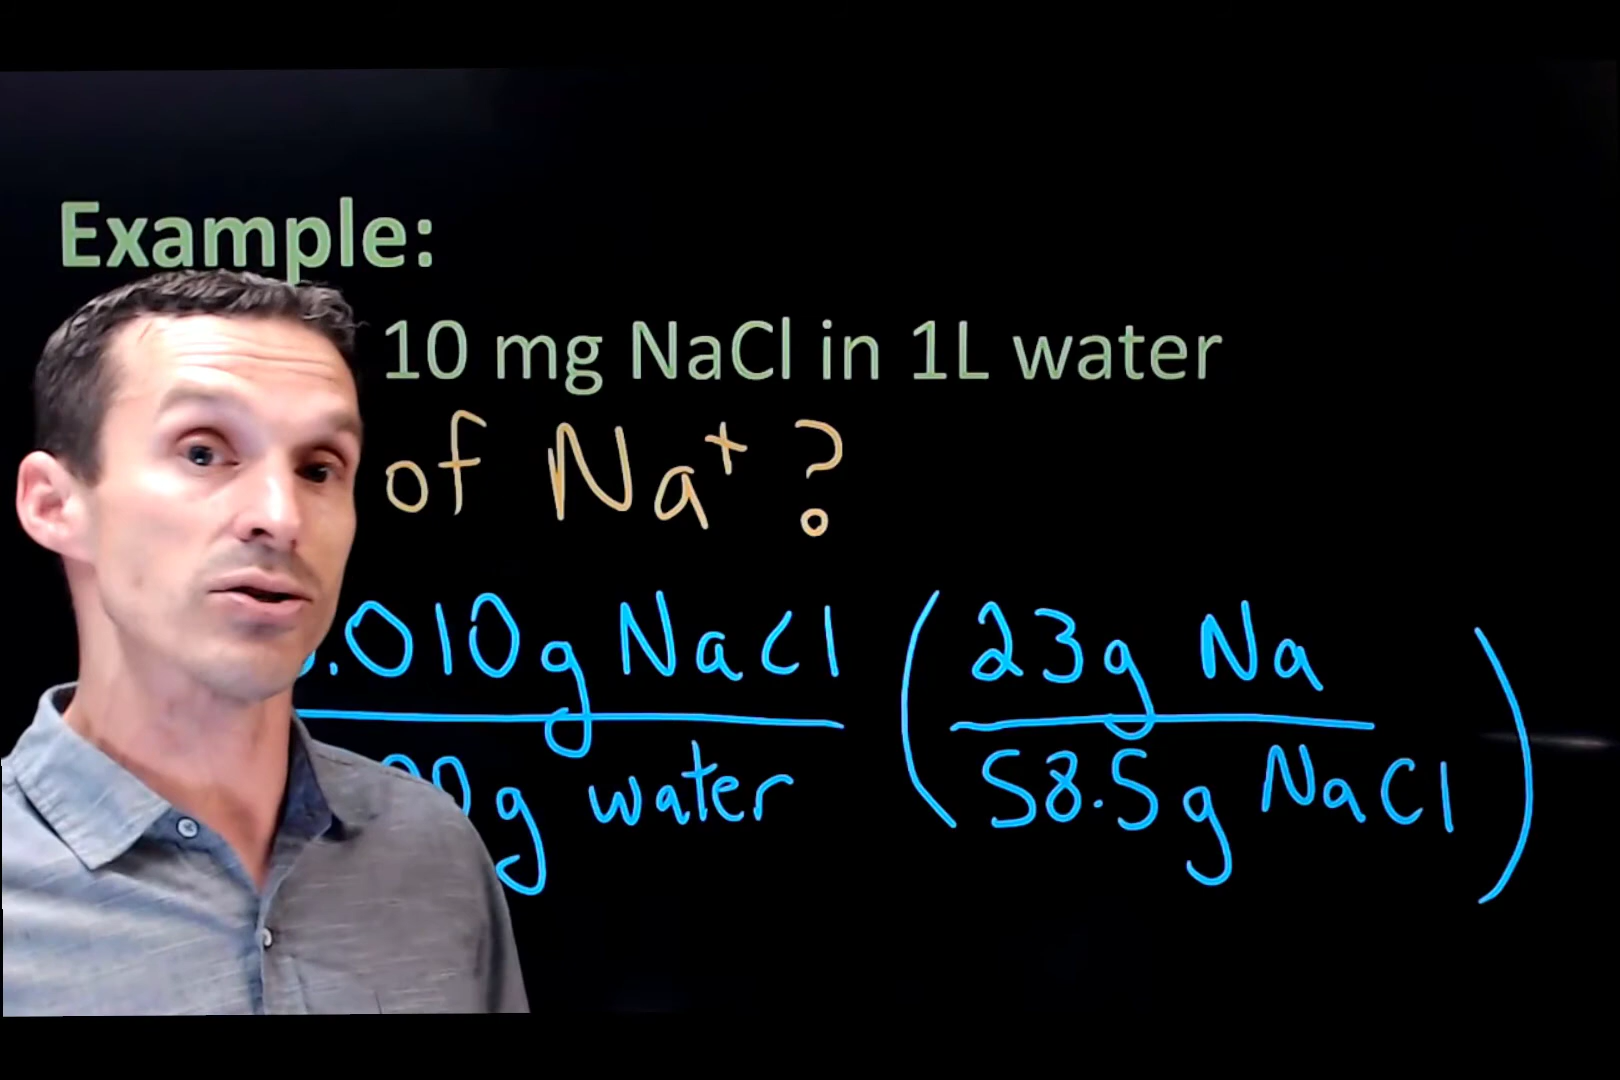 Example:
10 mg NaCl in 1L water
of Na⁺ ?
.010g NaCl ( 23g Na
g water 58.5g NaCl )